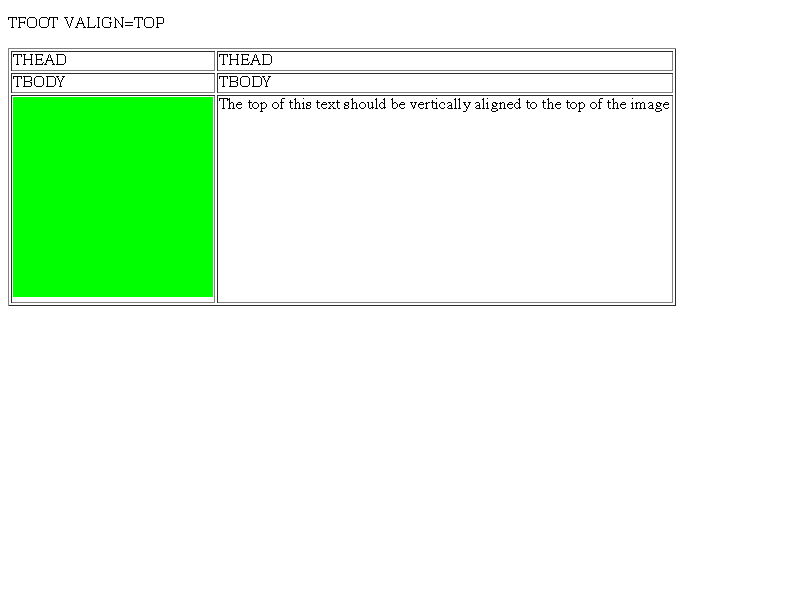 TFOOT VALIGN=TOP
THEAD THEAD
TBODY TBODY
The top of this text should be vertically aligned to the top of the image